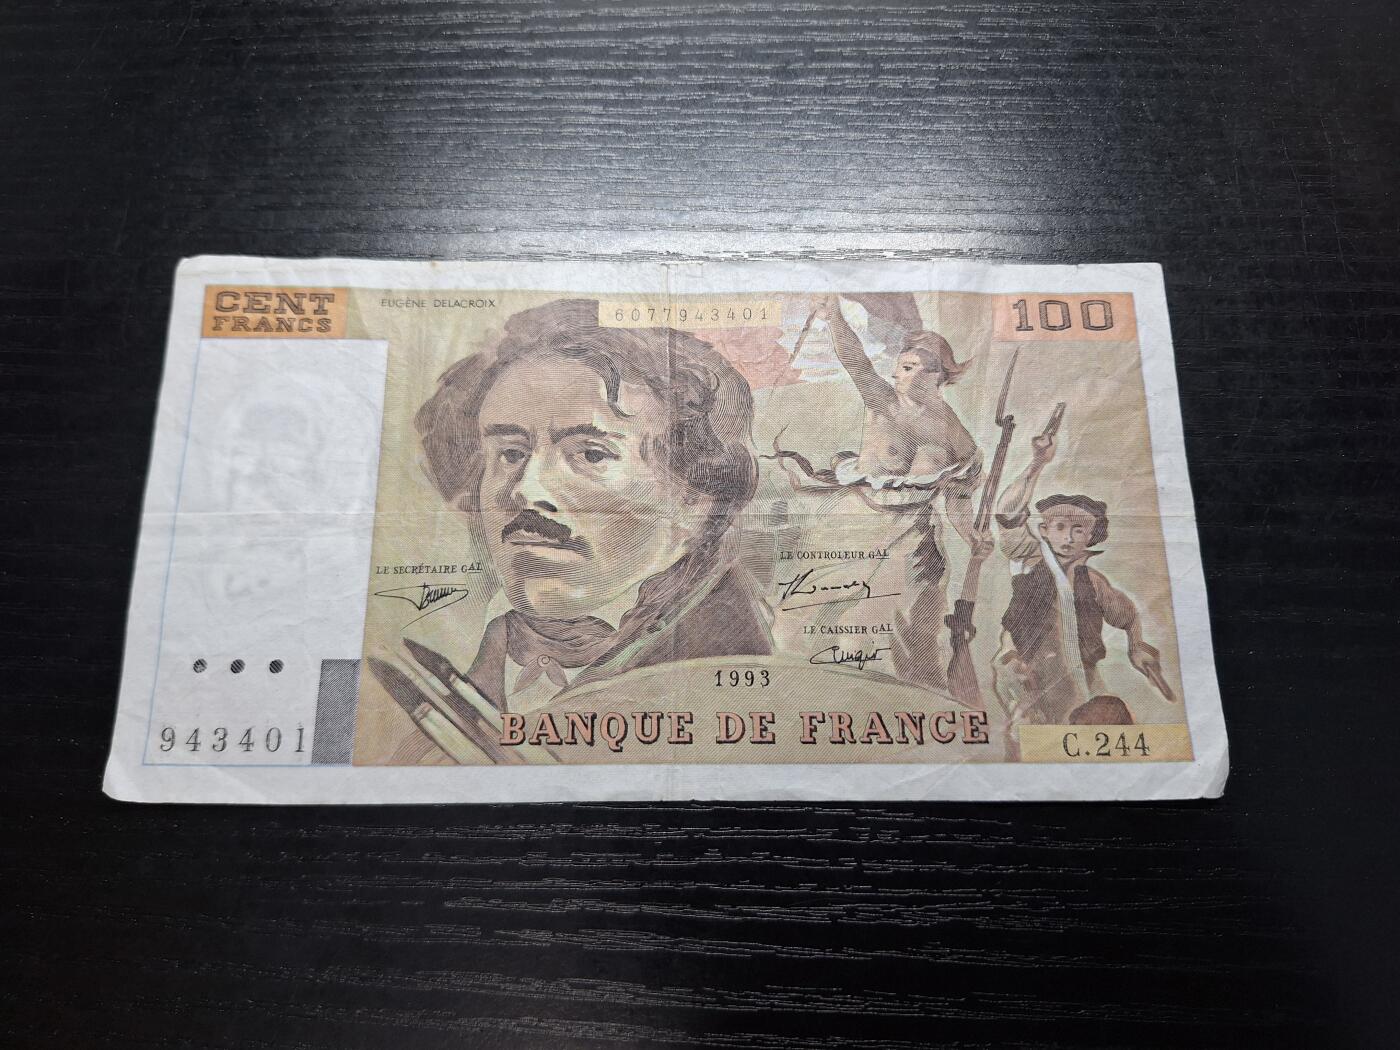 CENT
FRANCS
EUGÈNE DELACROIX
6077943401
100
LE CONTROLEUR GAL
LE SECRÉTAIRE GAL
LE CAISSIER GAL
1993
BANQUE DE FRANCE
943401
C.244